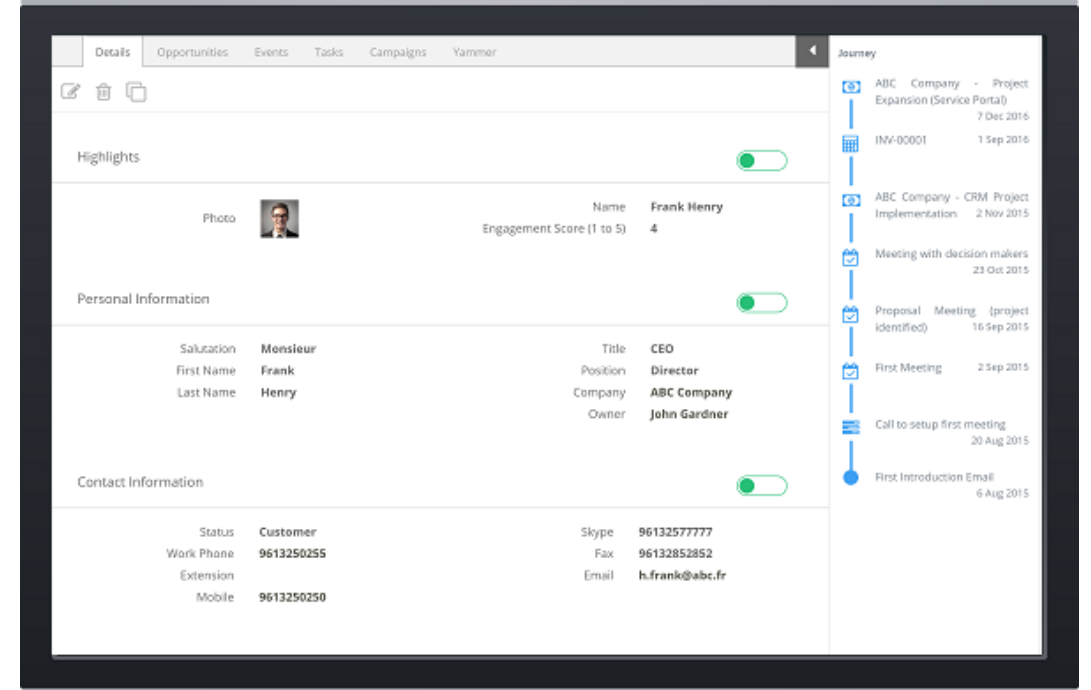 Details Opportunities Events Tasks Campaigns Yammer
Highlights
Photo
Name Frank Henry
Engagement Score (1 to 5) 4
Personal Information
Salutation Monsieur Title CEO
First Name Frank Position Director
Last Name Henry Company ABC Company
Owner John Gardner
Contact Information
Status Customer Skype 96132577777
Work Phone 9613250255 Fax 96132852852
Extension Email h.frank@abc.fr
Mobile 9613250250
Journey
ABC Company - Project
Expansion (Service Portal)
7 Dec 2016
INV-00001 1 Sep 2016
ABC Company - CRM Project
Implementation 2 Nov 2015
Meeting with decision makers
23 Oct 2015
Proposal Meeting (project
identified) 16 Sep 2015
First Meeting 2 Sep 2015
Call to setup first meeting
20 Aug 2015
First Introduction Email
6 Aug 2015